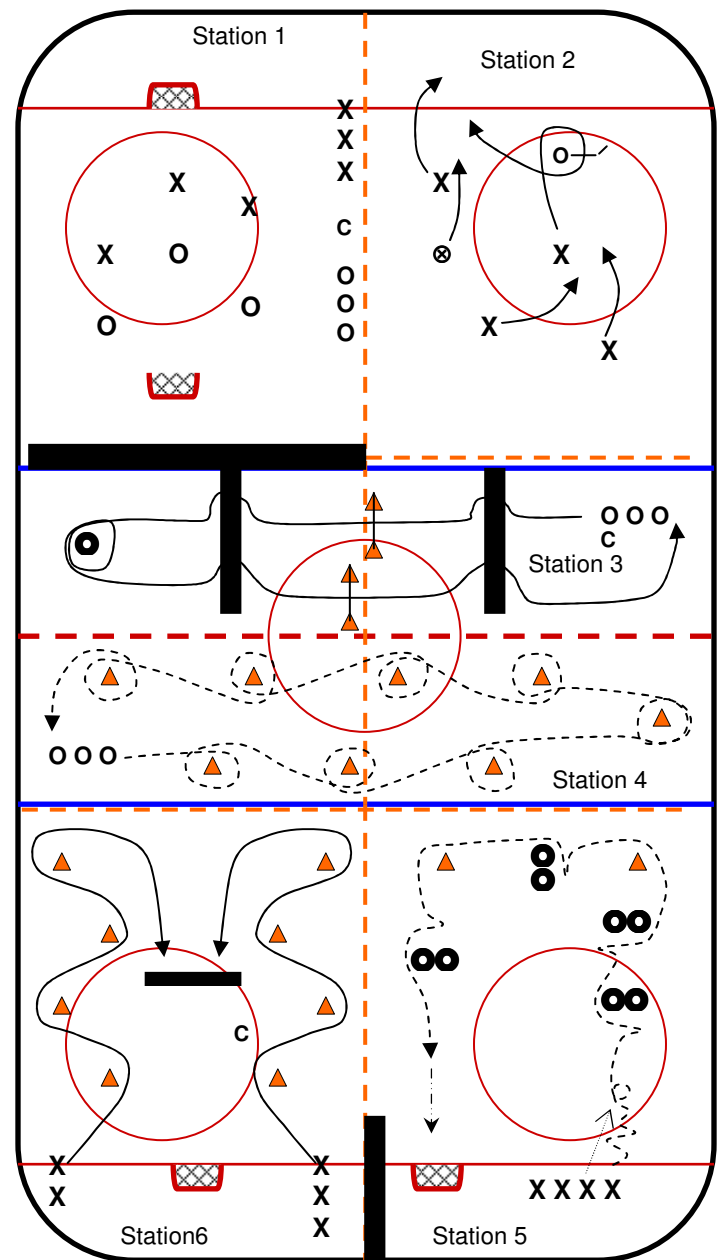 Station 1
Station 2
X
X
X
X
X
X O
O
O
C
O
O
O
X
O
⊗
X
X
X
O O O
C
Station 3
O O O
Station 4
C
X
X
X
X
X
X X X X
Station6
Station 5